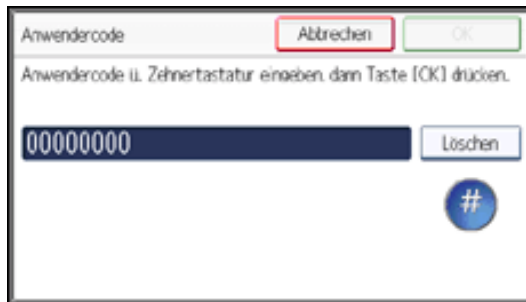 Anwendercode Abbrechen OK
Anwendercode ü. Zehnertastatur eingeben, dann Taste [OK] drücken.
00000000 Löschen
#